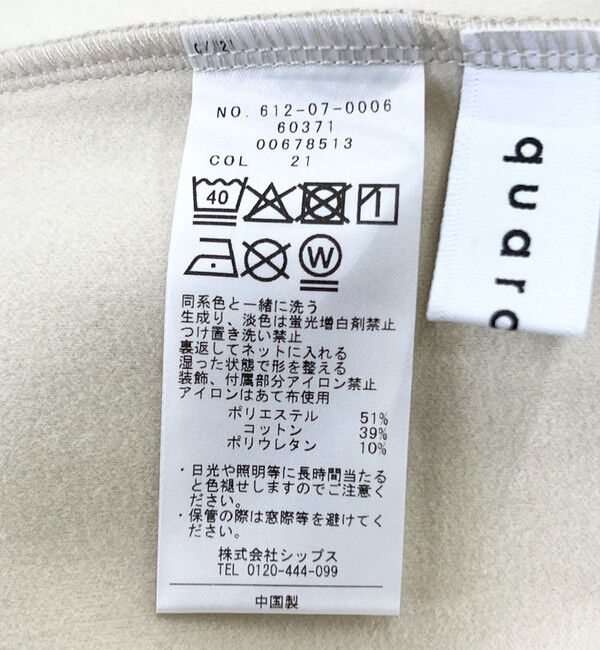 C/#21
NO. 612-07-0006
60371
00678513
COL 21
40
W
同系色と一緒に洗う
生成り、淡色は蛍光増白剤禁止
つけ置き洗い禁止
裏返してネットに入れる
湿った状態で形を整える
装飾、付属部分アイロン禁止
アイロンはあて布使用
ポリエステル 51%
コットン 39%
ポリウレタン 10%
・日光や照明等に長時間当たる
と色褪せしますのでご注意く
ださい。
・保管の際は窓際等を避けてく
ださい。
株式会社シップス
TEL 0120-444-099
中国製
quar